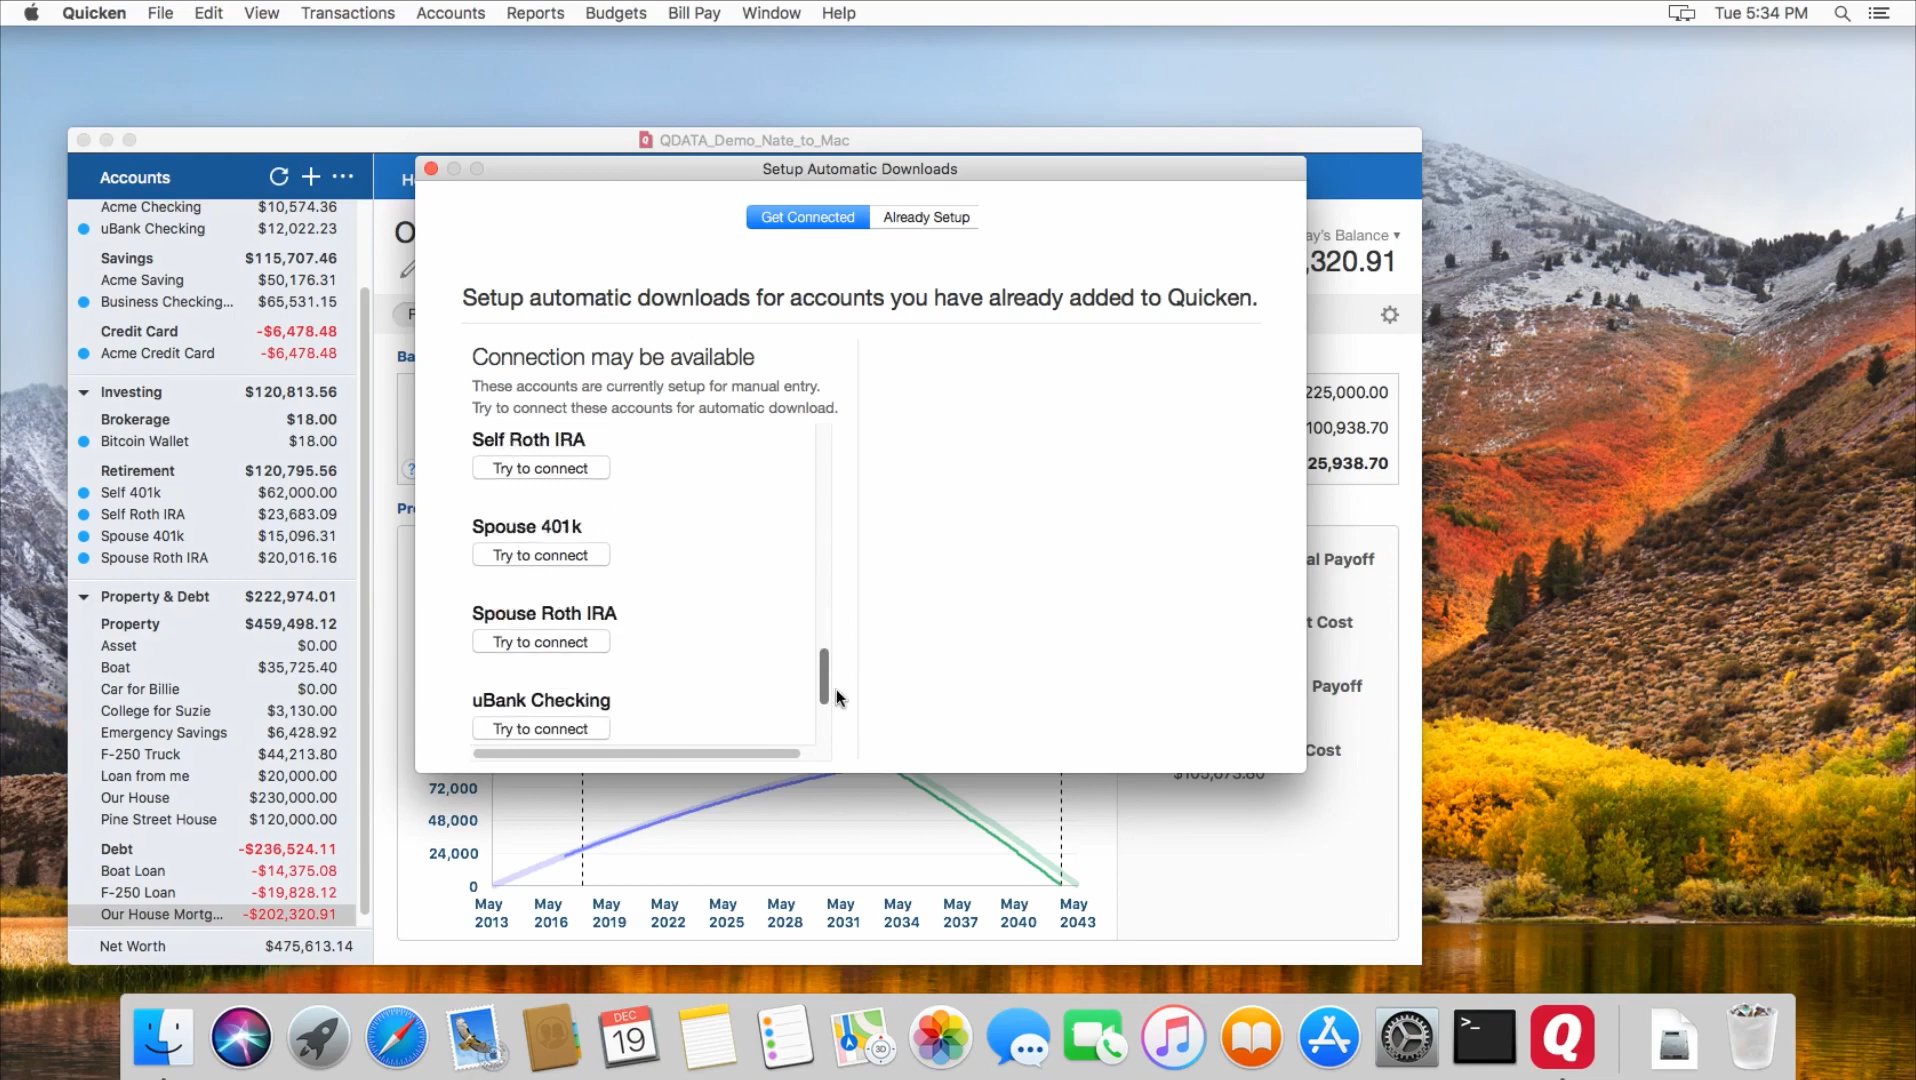 Quicken File Edit View Transactions Accounts Reports Budgets Bill Pay Window Help Tue 5:34 PM
QDATA_Demo_Nate_to_Mac
Accounts
Acme Checking $10,574.36
uBank Checking $12,022.23
Savings $115,707.46
Acme Saving $50,176.31
Business Checking... $65,531.15
Credit Card -$6,478.48
Acme Credit Card -$6,478.48
Investing $120,813.56
Brokerage $18.00
Bitcoin Wallet $18.00
Retirement $120,795.56
Self 401k $62,000.00
Self Roth IRA $23,683.09
Spouse 401k $15,096.31
Spouse Roth IRA $20,016.16
Property & Debt $222,974.01
Property $459,498.12
Asset $0.00
Boat $35,725.40
Car for Billie $0.00
College for Suzie $3,130.00
Emergency Savings $6,428.92
F-250 Truck $44,213.80
Loan from me $20,000.00
Our House $230,000.00
Pine Street House $120,000.00
Debt -$236,524.11
Boat Loan -$14,375.08
F-250 Loan -$19,828.12
Our House Mortg... -$202,320.91
Net Worth $475,613.14
Setup Automatic Downloads
Get Connected Already Setup
Setup automatic downloads for accounts you have already added to Quicken.
Connection may be available
These accounts are currently setup for manual entry.
Try to connect these accounts for automatic download.
Self Roth IRA
Try to connect
Spouse 401k
Try to connect
Spouse Roth IRA
Try to connect
uBank Checking
Try to connect
ay's Balance
,320.91
225,000.00
100,938.70
25,938.70
al Payoff
t Cost
Payoff
Cost
72,000
48,000
24,000
0
May May May May May May May May May May May
2013 2016 2019 2022 2025 2028 2031 2034 2037 2040 2043
DEC
19
3D
>_
Q